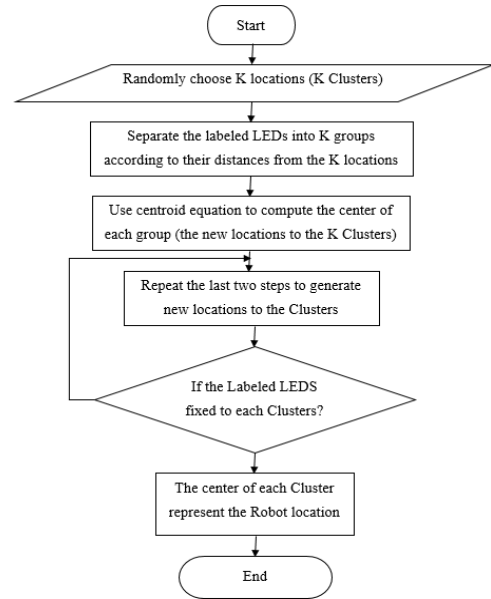 Start
Randomly choose K locations (K Clusters)
Separate the labeled LEDs into K groups
according to their distances from the K locations
Use centroid equation to compute the center of
each group (the new locations to the K Clusters)
Repeat the last two steps to generate
new locations to the Clusters
If the Labeled LEDS
fixed to each Clusters?
The center of each Cluster
represent the Robot location
End